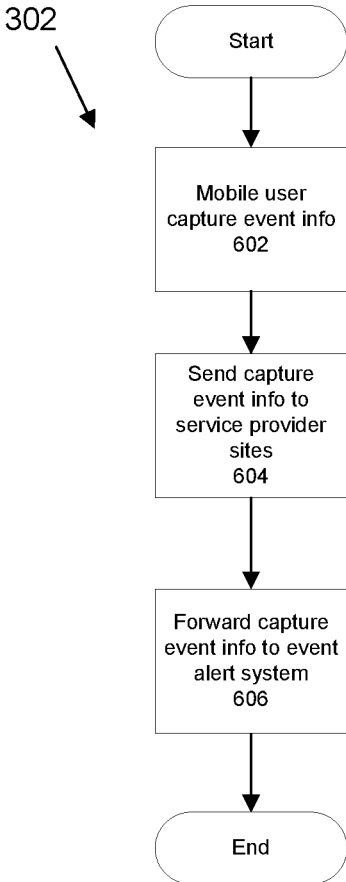 302
Start
Mobile user
capture event info
602
Send capture
event info to
service provider
sites
604
Forward capture
event info to event
alert system
606
End